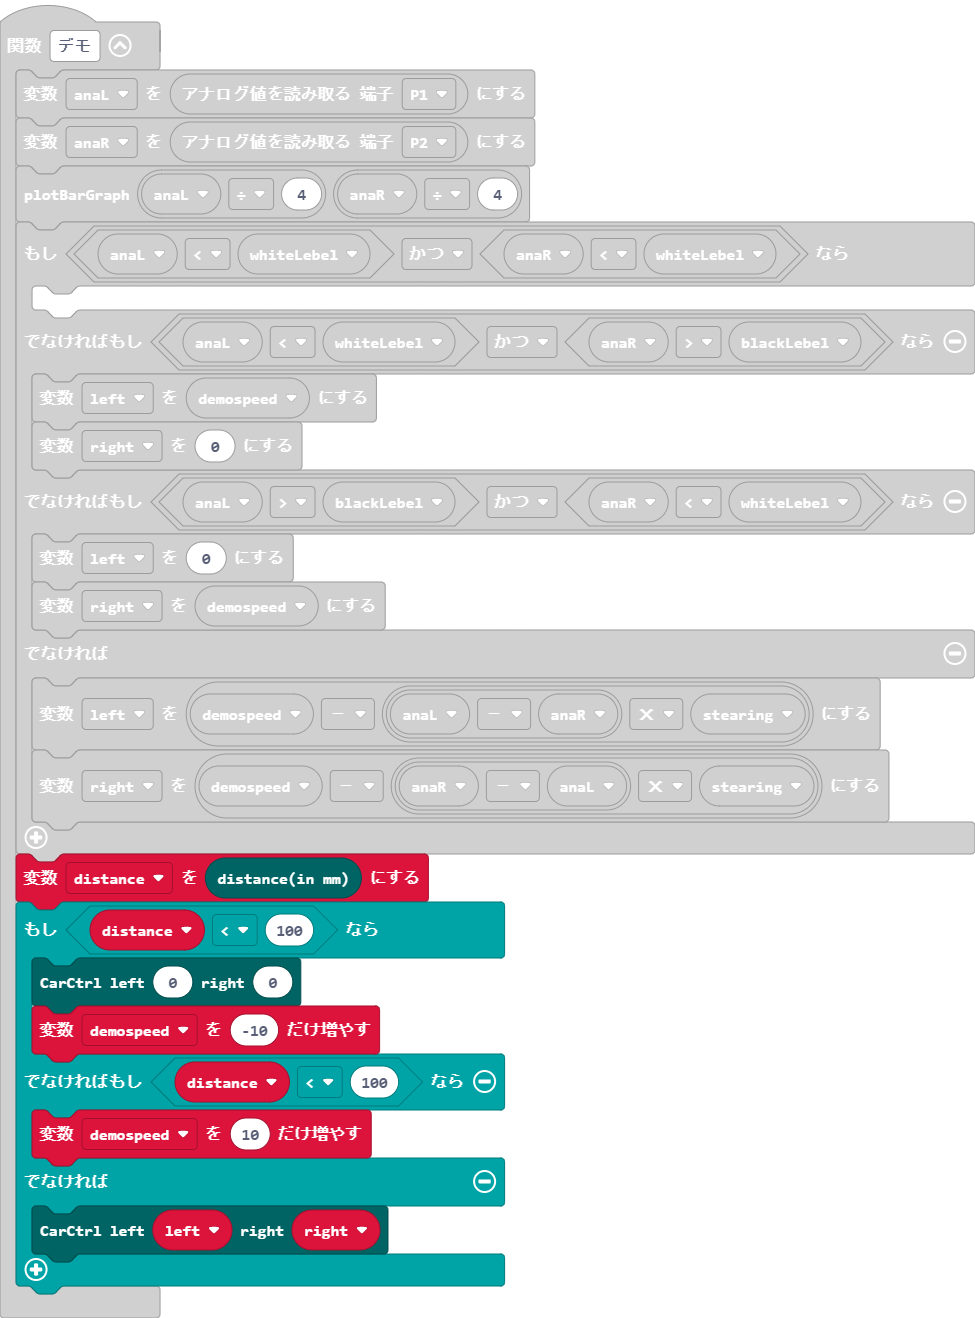 関数 デモ
変数 anaL を アナログ値を読み取る 端子 P1 にする
変数 anaR を アナログ値を読み取る 端子 P2 にする
plotBarGraph anaL ÷ 4 anaR ÷ 4
もし anaL < whiteLebel かつ anaR < whiteLebel なら
でなければもし anaL < whiteLebel かつ anaR > blackLebel なら
変数 left を demospeed にする
変数 right を 0 にする
でなければもし anaL > blackLebel かつ anaR < whiteLebel なら
変数 left を 0 にする
変数 right を demospeed にする
でなければ
変数 left を demospeed - anaL - anaR × stearing にする
変数 right を demospeed - anaR - anaL × stearing にする
変数 distance を distance(in mm) にする
もし distance < 100 なら
CarCtrl left 0 right 0
変数 demospeed を -10 だけ増やす
でなければもし distance < 100 なら
変数 demospeed を 10 だけ増やす
でなければ
CarCtrl left left right right